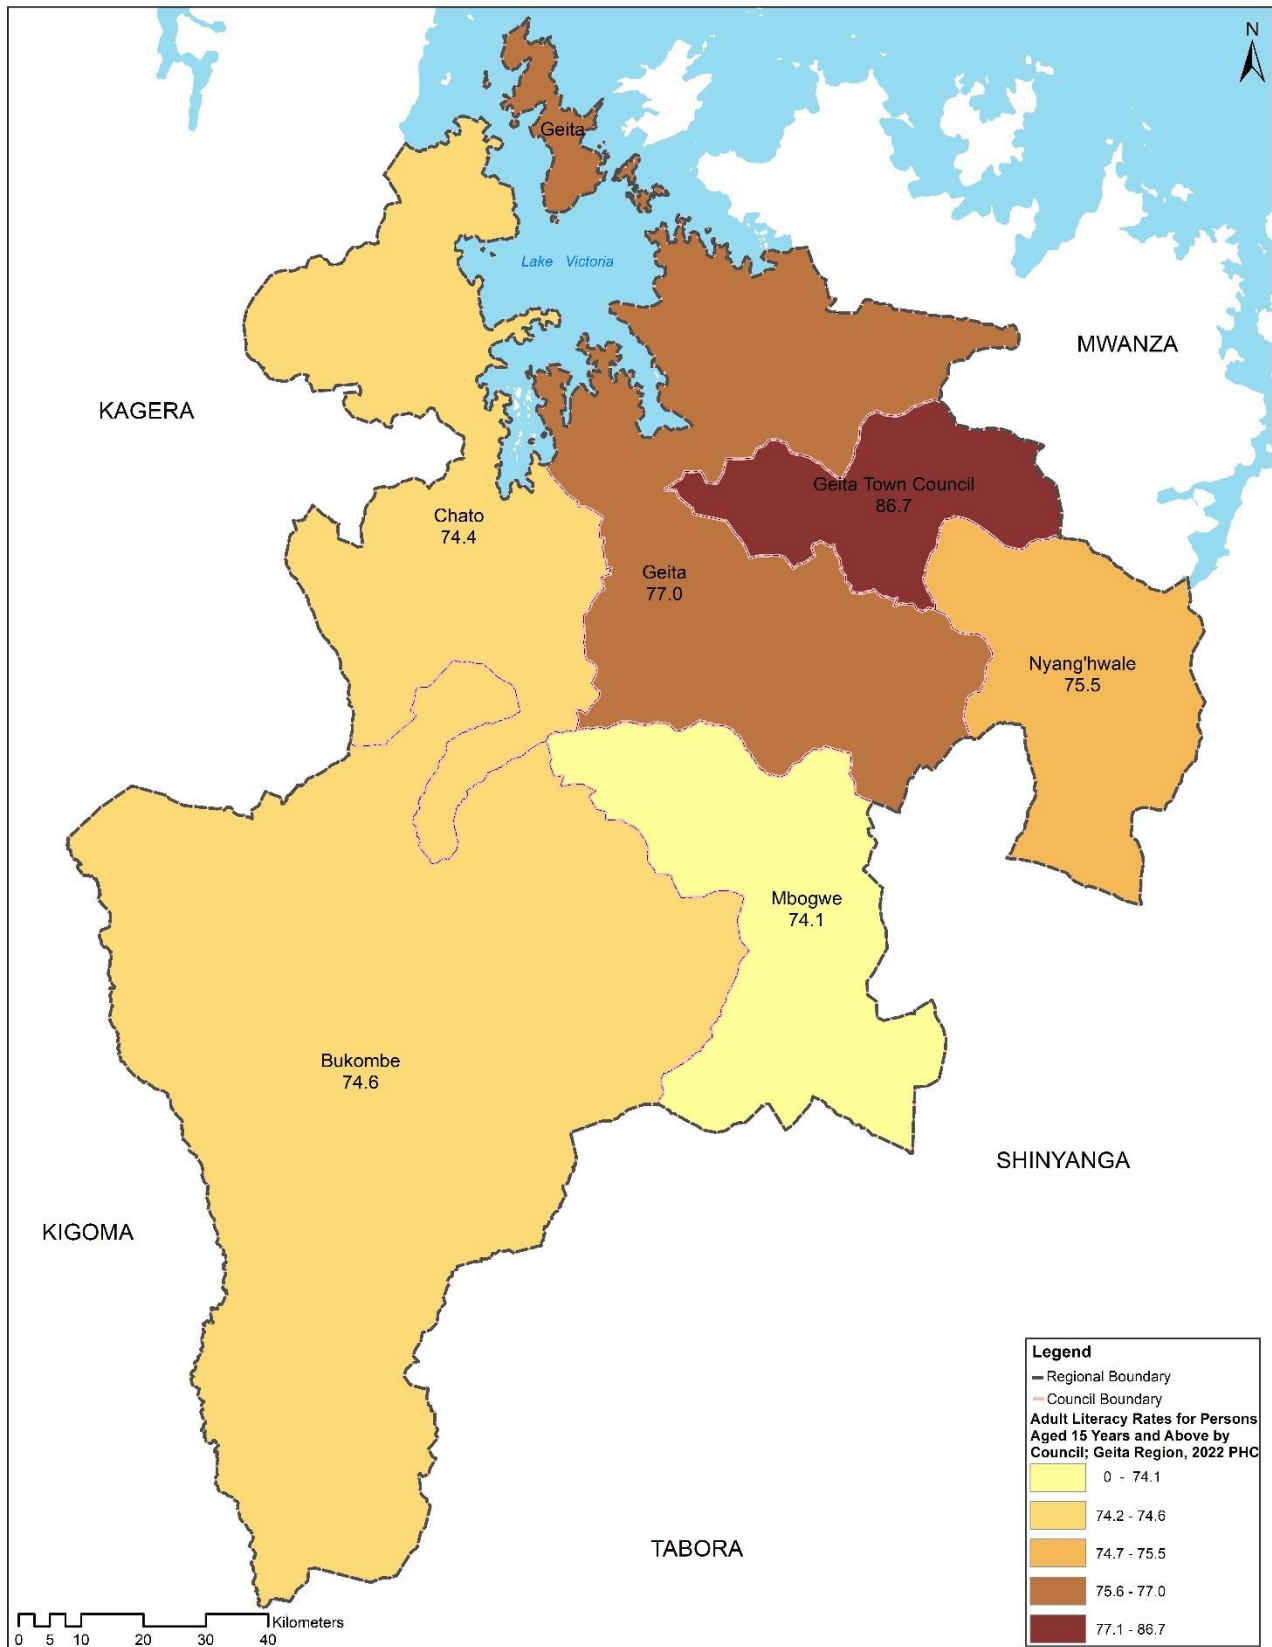 N
Geita
Lake Victoria
MWANZA
KAGERA
Geita Town Council
86.7
Chato
74.4
Geita
77.0
Nyang'hwale
75.5
Mbogwe
74.1
Bukombe
74.6
SHINYANGA
KIGOMA
TABORA
Legend
Regional Boundary
Council Boundary
Adult Literacy Rates for Persons
Aged 15 Years and Above by
Council; Geita Region, 2022 PHC
0 - 74.1
74.2 - 74.6
74.7 - 75.5
75.6 - 77.0
77.1 - 86.7
Kilometers
0 5 10 20 30 40